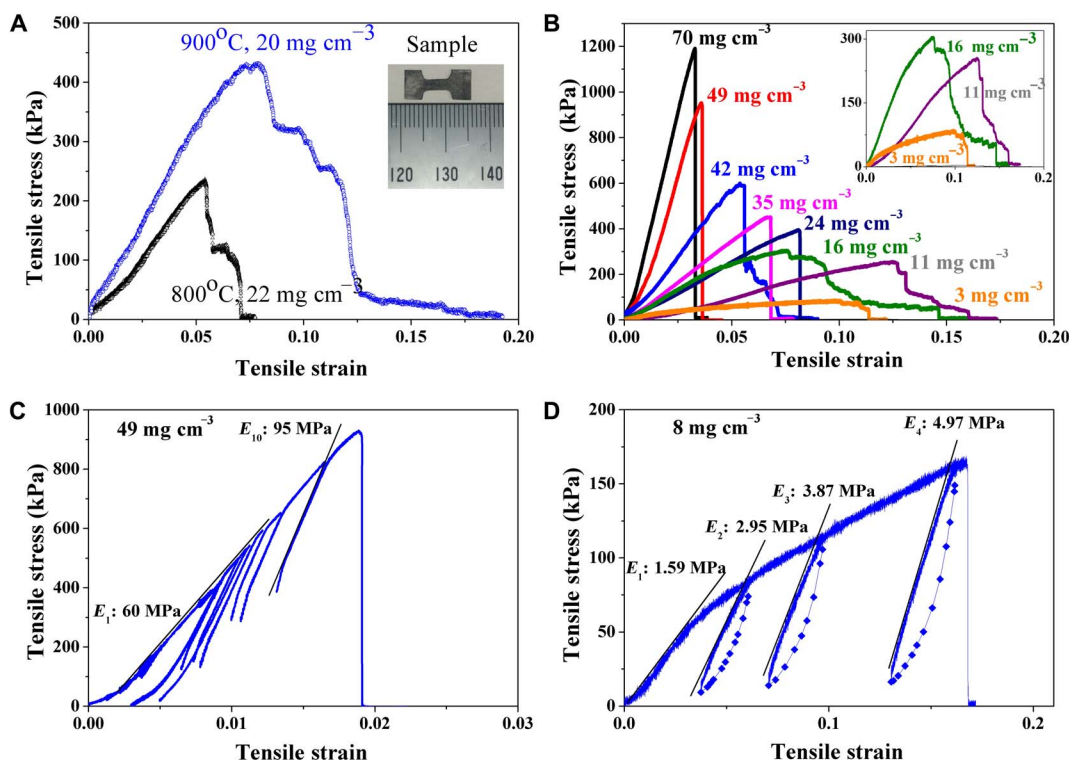 A
500
400
300
200
100
0
0.00
0.05
0.10
0.15
0.20
Tensile stress (kPa)
Tensile strain
900°C, 20 mg cm⁻³
800°C, 22 mg cm⁻³
Sample
120 130 140
B
1200
1000
800
600
400
200
0
0.00
0.05
0.10
0.15
0.20
Tensile stress (kPa)
Tensile strain
70 mg cm⁻³
49 mg cm⁻³
42 mg cm⁻³
35 mg cm⁻³
24 mg cm⁻³
16 mg cm⁻³
11 mg cm⁻³
3 mg cm⁻³
300
150
0
0.0
0.1
0.2
16 mg cm⁻³
11 mg cm⁻³
3 mg cm⁻³
C
1000
800
600
400
200
0
0.00
0.01
0.02
0.03
Tensile stress (kPa)
Tensile strain
49 mg cm⁻³
E₁₀: 95 MPa
E₁: 60 MPa
D
200
150
100
50
0
0.0
0.1
0.2
Tensile stress (kPa)
Tensile strain
8 mg cm⁻³
E₄: 4.97 MPa
E₃: 3.87 MPa
E₂: 2.95 MPa
E₁: 1.59 MPa